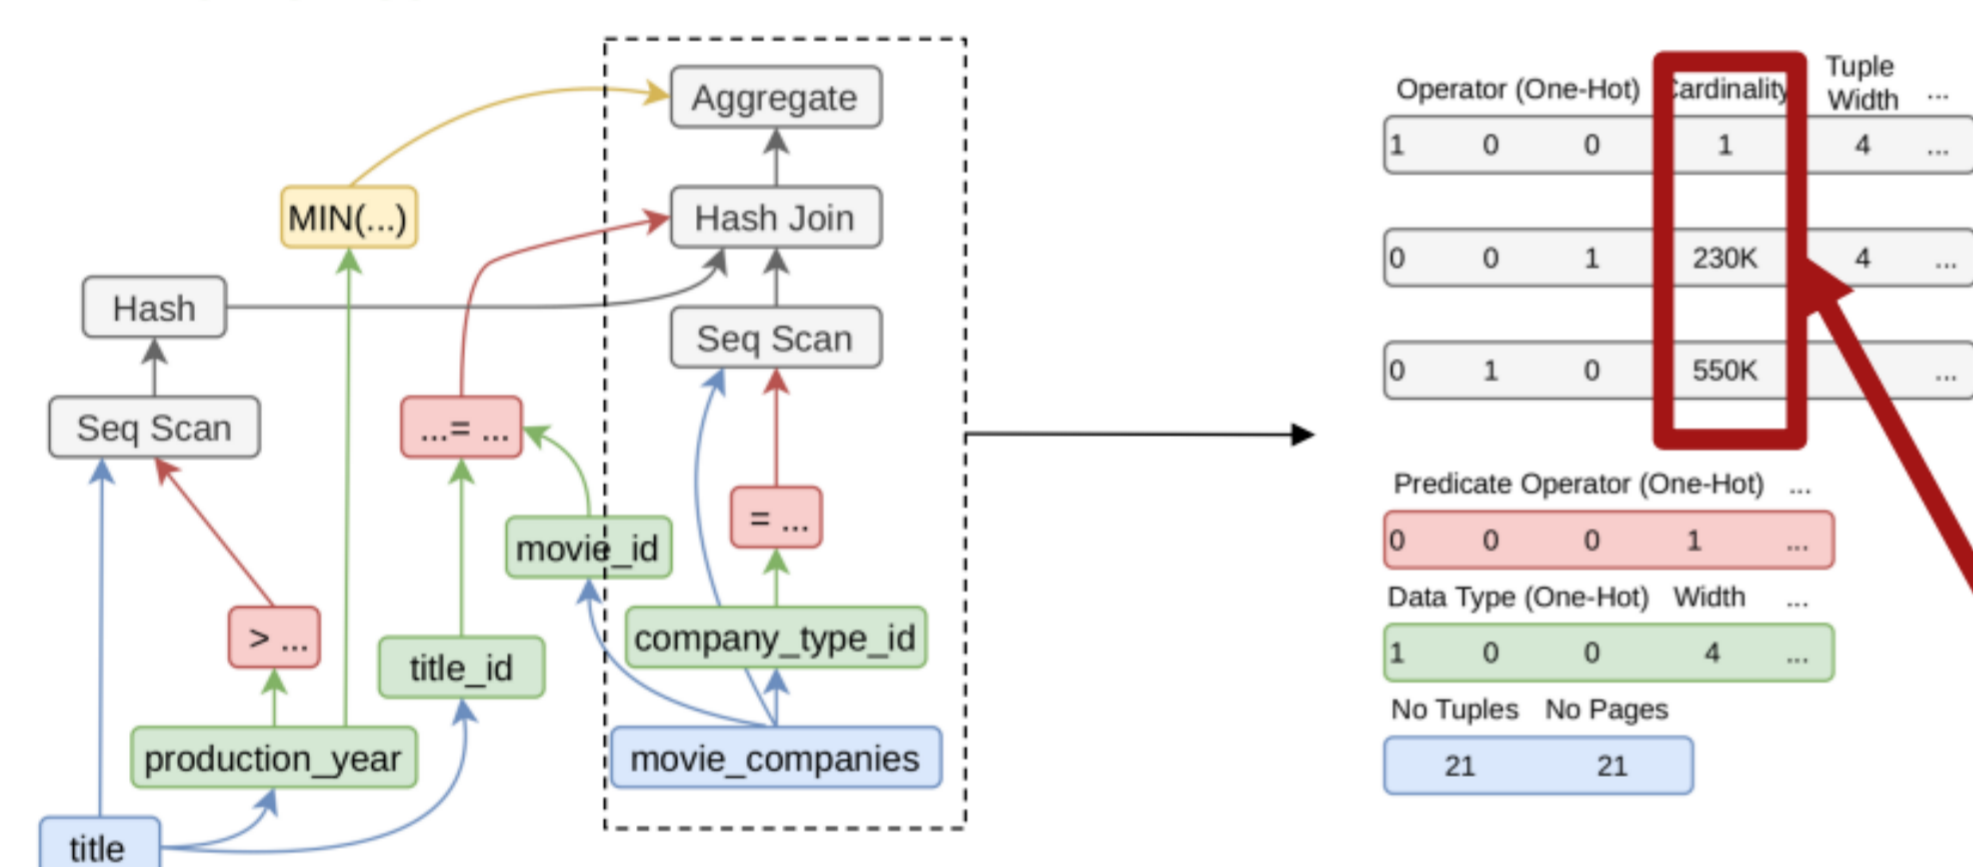 Aggregate
MIN(...)
Hash Join
Hash
Seq Scan
Seq Scan
...= ...
= ...
movie_id
> ...
title_id
company_type_id
production_year
movie_companies
title
Operator (One-Hot) Cardinality Tuple Width ...
1 0 0 1 4 ...
0 0 1 230K 4 ...
0 1 0 550K ...
Predicate Operator (One-Hot) ...
0 0 0 1 ...
Data Type (One-Hot) Width ...
1 0 0 4 ...
No Tuples No Pages
21 21